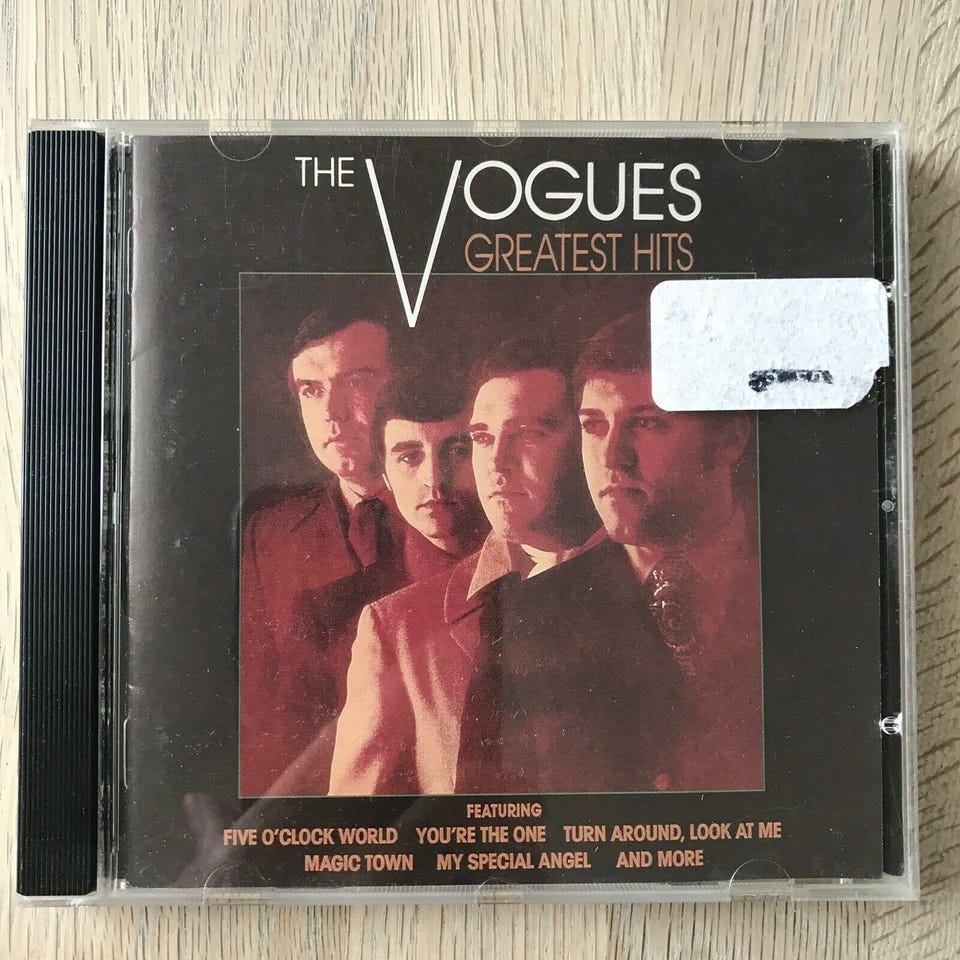 THE VOGUES
GREATEST HITS
FEATURING
FIVE O'CLOCK WORLD YOU'RE THE ONE TURN AROUND, LOOK AT ME
MAGIC TOWN MY SPECIAL ANGEL AND MORE